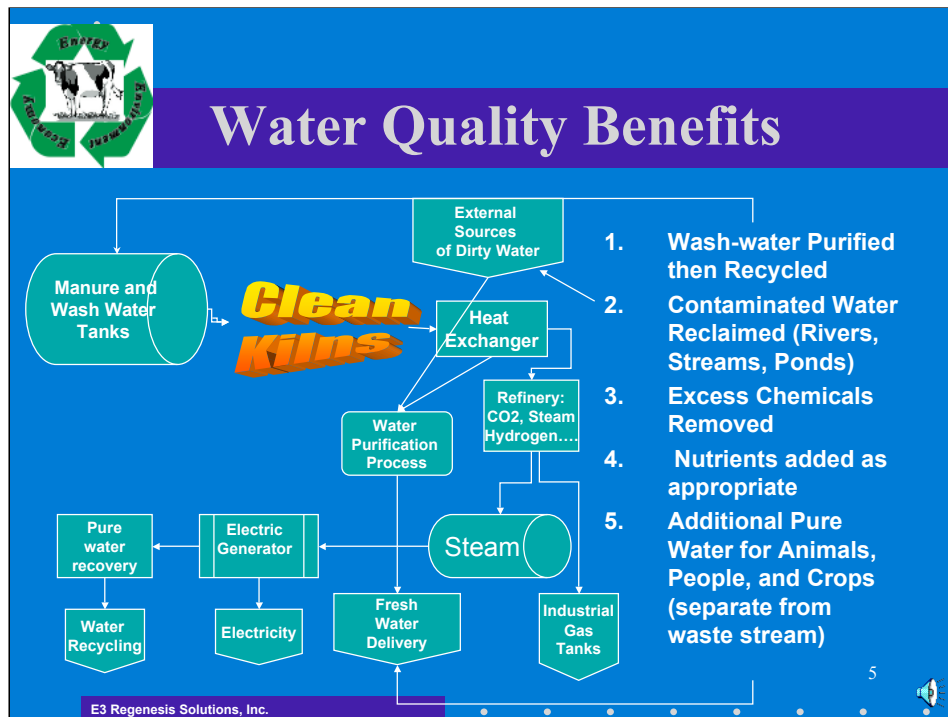 Energy
Environment
Economy
Water Quality Benefits
External
Sources
of Dirty Water
Manure and
Wash Water
Tanks
Clean
Kilns
Heat
Exchanger
Refinery:
CO2, Steam
Hydrogen….
Water
Purification
Process
Pure
water
recovery
Electric
Generator
Steam
Water
Recycling
Electricity
Fresh
Water
Delivery
Industrial
Gas
Tanks
1. Wash-water Purified
then Recycled
2. Contaminated Water
Reclaimed (Rivers,
Streams, Ponds)
3. Excess Chemicals
Removed
4. Nutrients added as
appropriate
5. Additional Pure
Water for Animals,
People, and Crops
(separate from
waste stream)
5
E3 Regenesis Solutions, Inc.